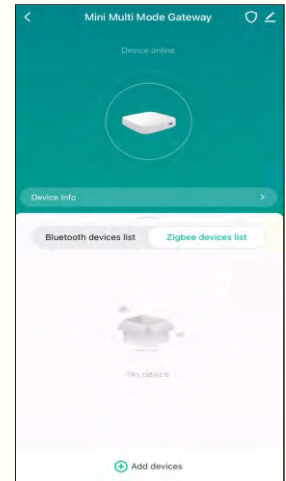 Mini Multi Mode Gateway
Device online
Device info
Bluetooth devices list
Zigbee devices list
No device
Add devices